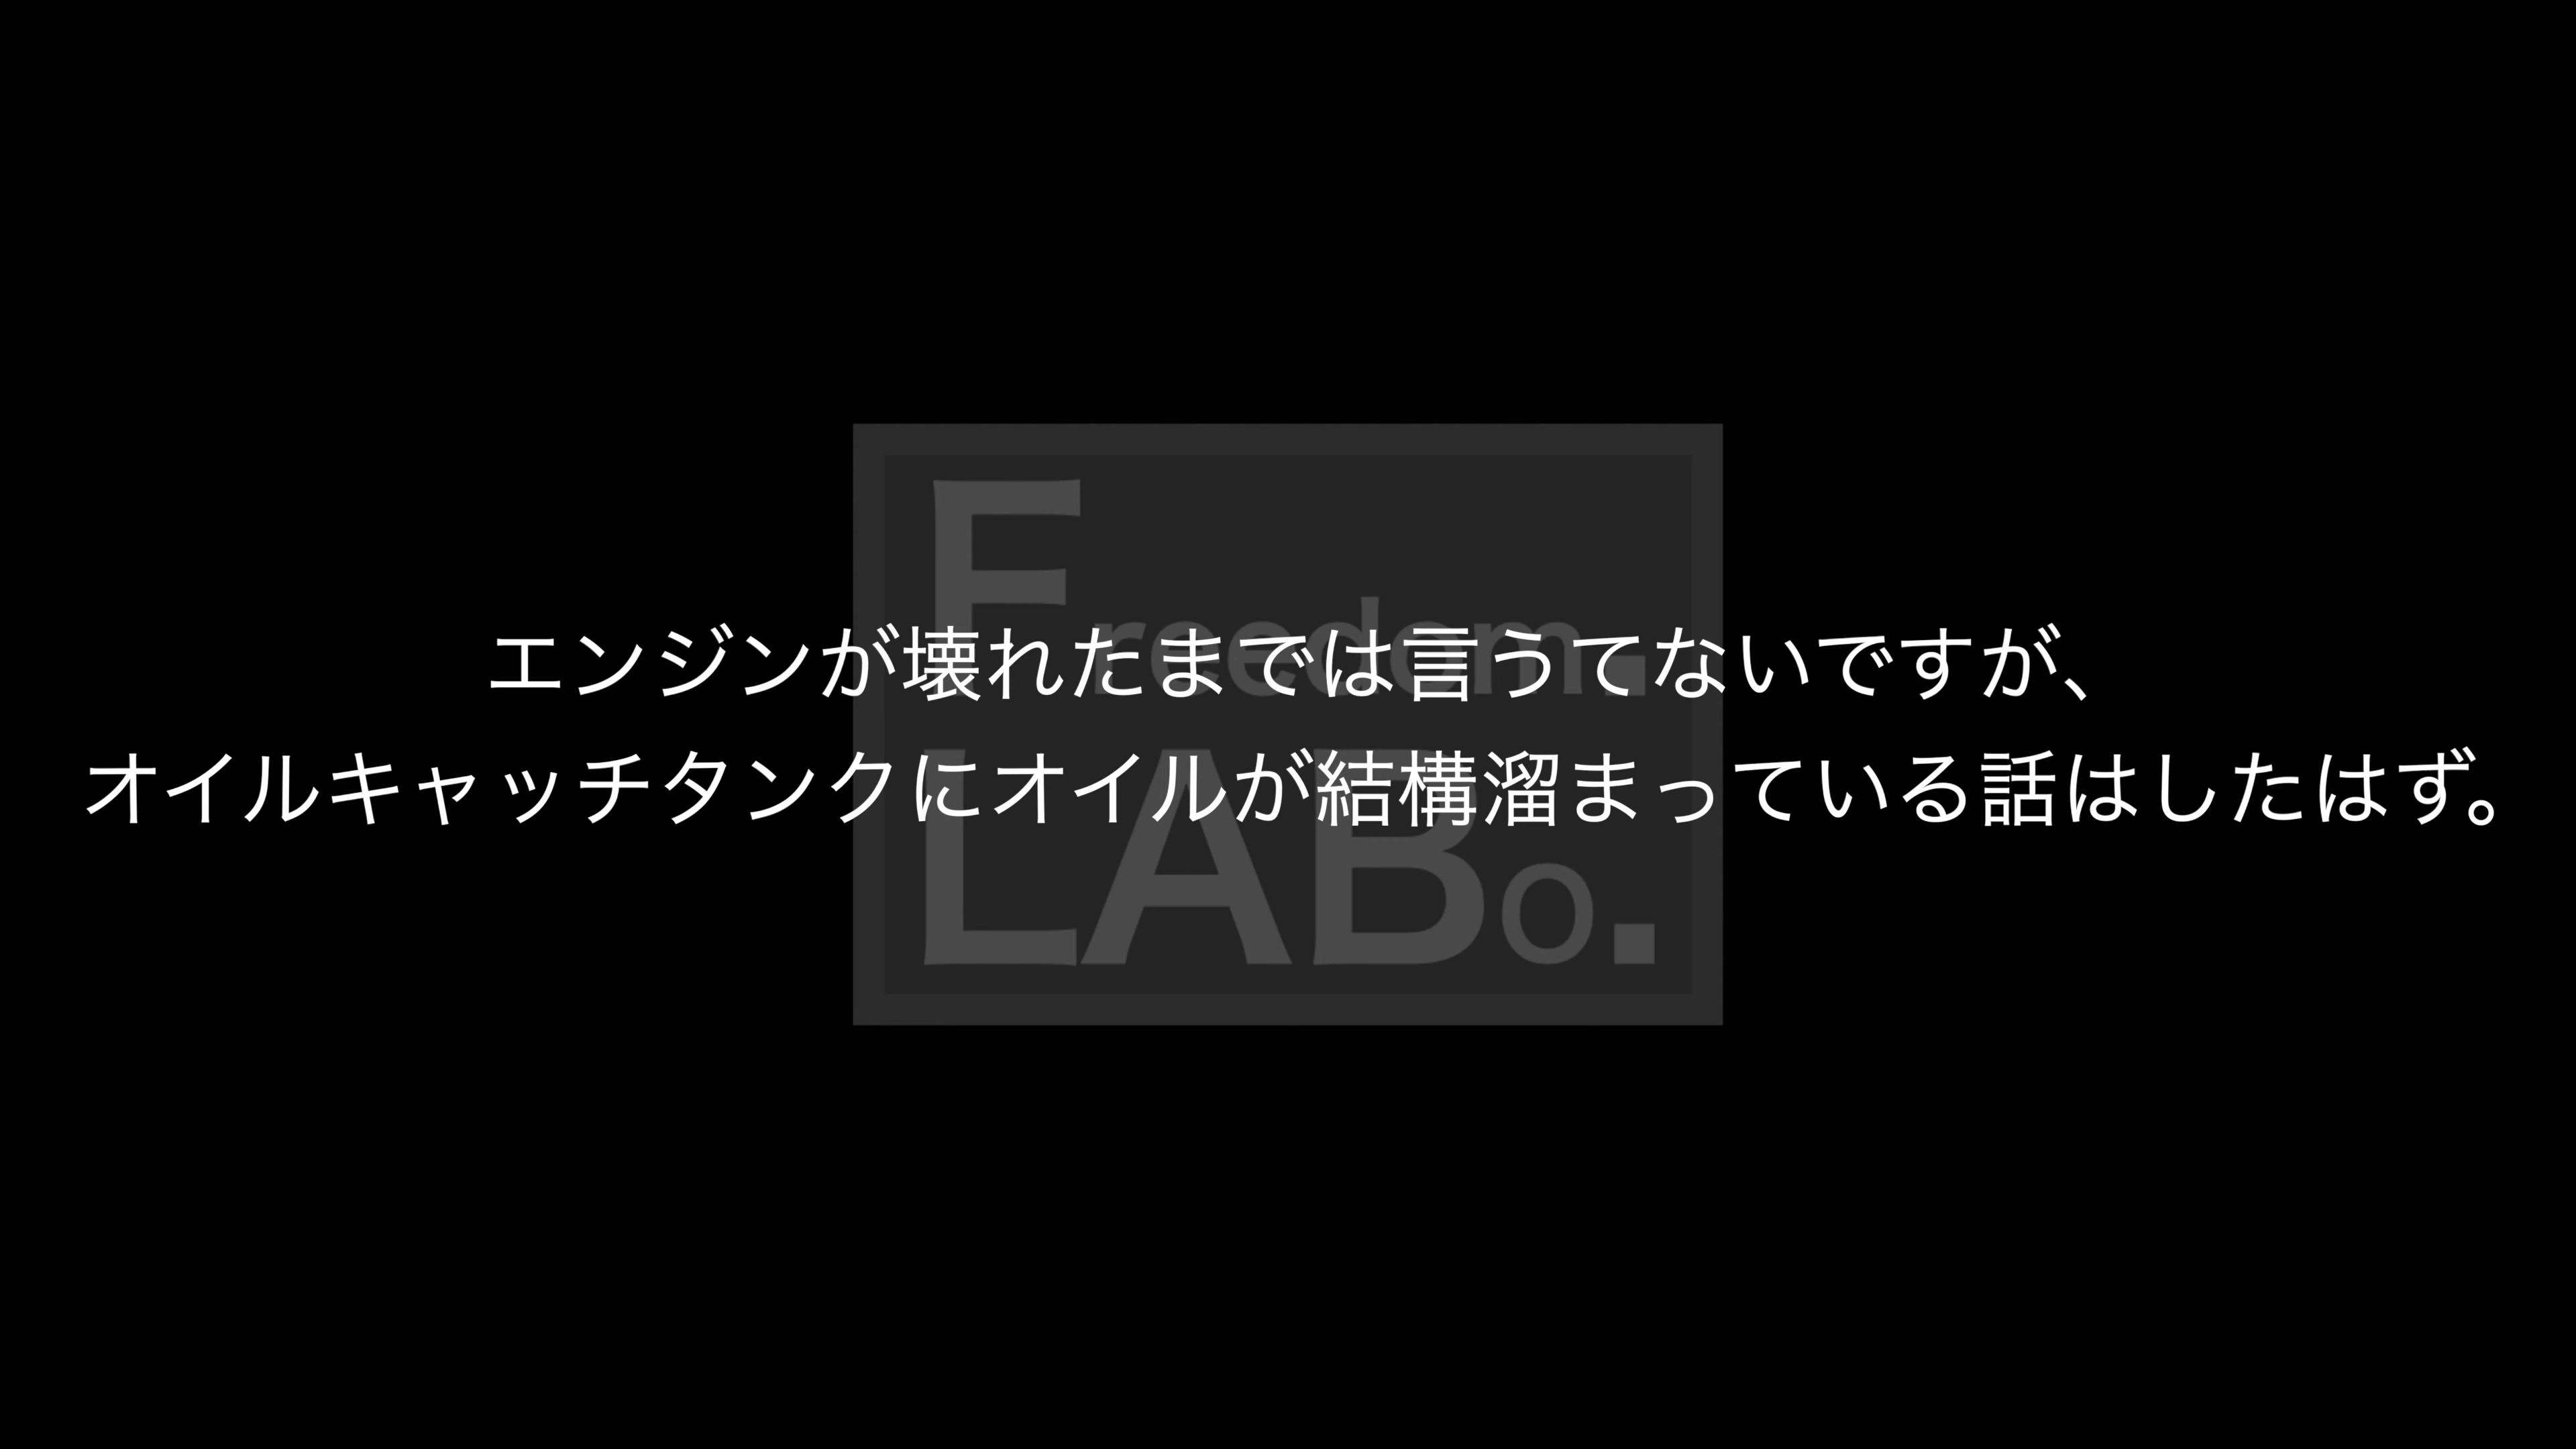 エンジンが壊れたまでは言うてないですが、
オイルキャッチタンクにオイルが結構溜まっている話はしたはず。
Freedom.
LABo.